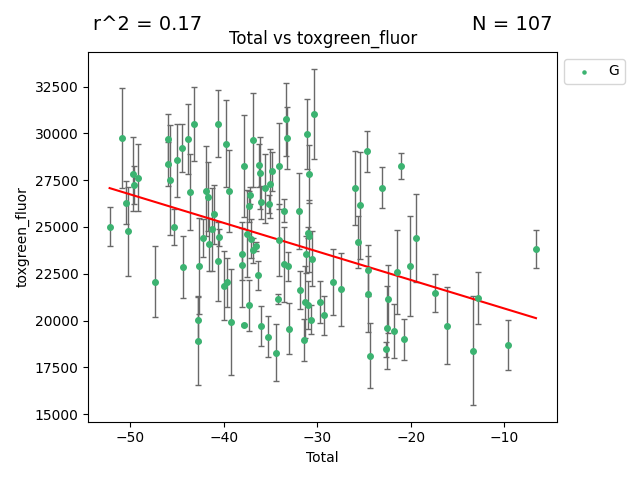 r^2 = 0.17
N = 107
Total vs toxgreen_fluor
G
32500
30000
27500
25000
22500
20000
17500
15000
toxgreen_fluor
−50
−40
−30
−20
−10
Total